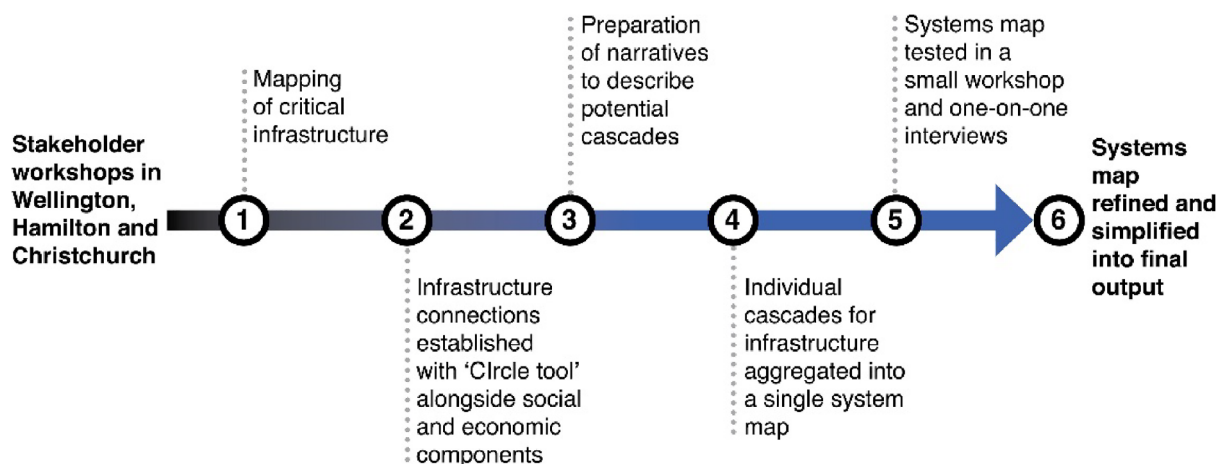 Stakeholder
workshops in
Wellington,
Hamilton and
Christchurch
1
Mapping
of critical
infrastructure
2
Infrastructure
connections
established
with ‘CIrcle tool’
alongside social
and economic
components
3
Preparation
of narratives
to describe
potential
cascades
4
Individual
cascades for
infrastructure
aggregated into
a single system
map
5
Systems map
tested in a
small workshop
and one-on-one
interviews
6
Systems
map
refined and
simplified
into final
output